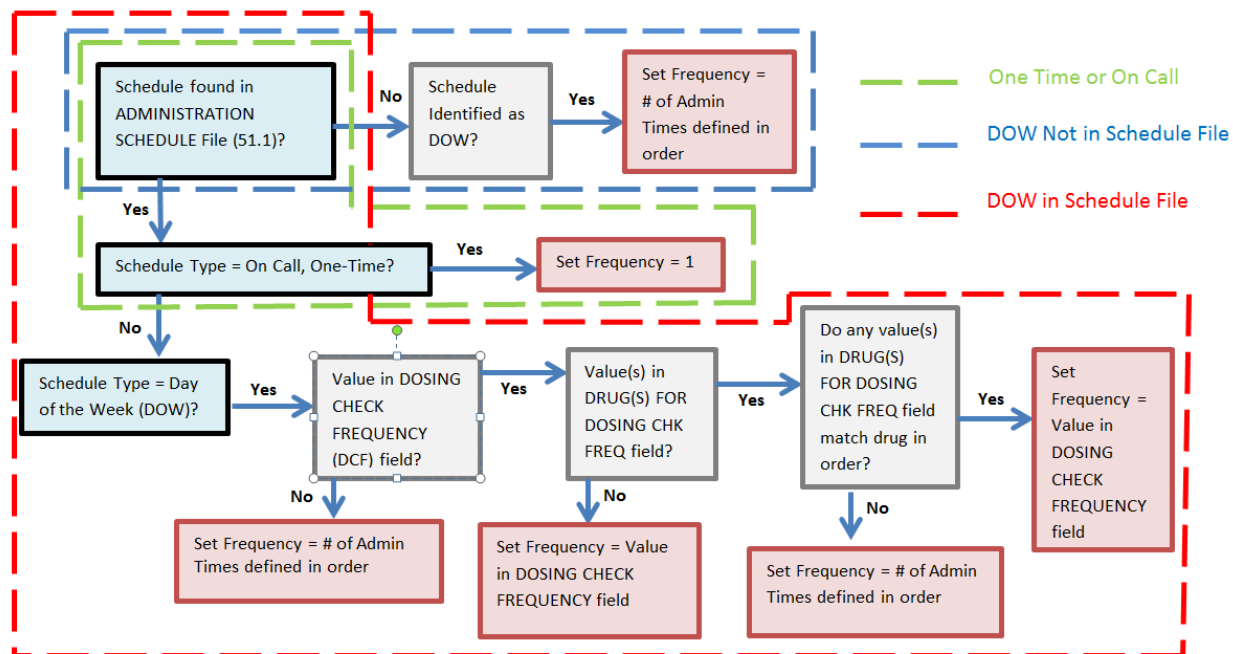 Schedule found in
ADMINISTRATION
SCHEDULE File (51.1)?
No
Schedule
Identified as
DOW?
Yes
Set Frequency =
# of Admin
Times defined in
order
One Time or On Call
DOW Not in Schedule File
DOW in Schedule File
Yes
Schedule Type = On Call, One-Time?
Yes
Set Frequency = 1
No
Schedule Type = Day
of the Week (DOW)?
Yes
Value in DOSING
CHECK
FREQUENCY
(DCF) field?
Yes
Value(s) in
DRUG(S) FOR
DOSING CHK
FREQ field?
Yes
Do any value(s)
in DRUG(S)
FOR DOSING
CHK FREQ field
match drug in
order?
Yes
Set
Frequency =
Value in
DOSING
CHECK
FREQUENCY
field
No
Set Frequency = # of Admin
Times defined in order
No
Set Frequency = Value
in DOSING CHECK
FREQUENCY field
No
Set Frequency = # of Admin
Times defined in order